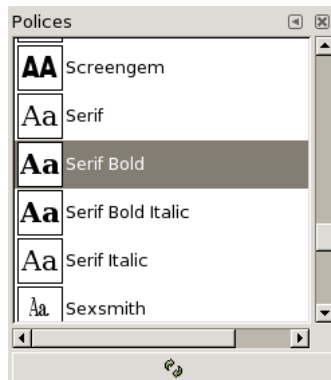 Polices
AA Screengem
Aa Serif
Aa Serif Bold
Aa Serif Bold Italic
Aa Serif Italic
Aa Sexsmith